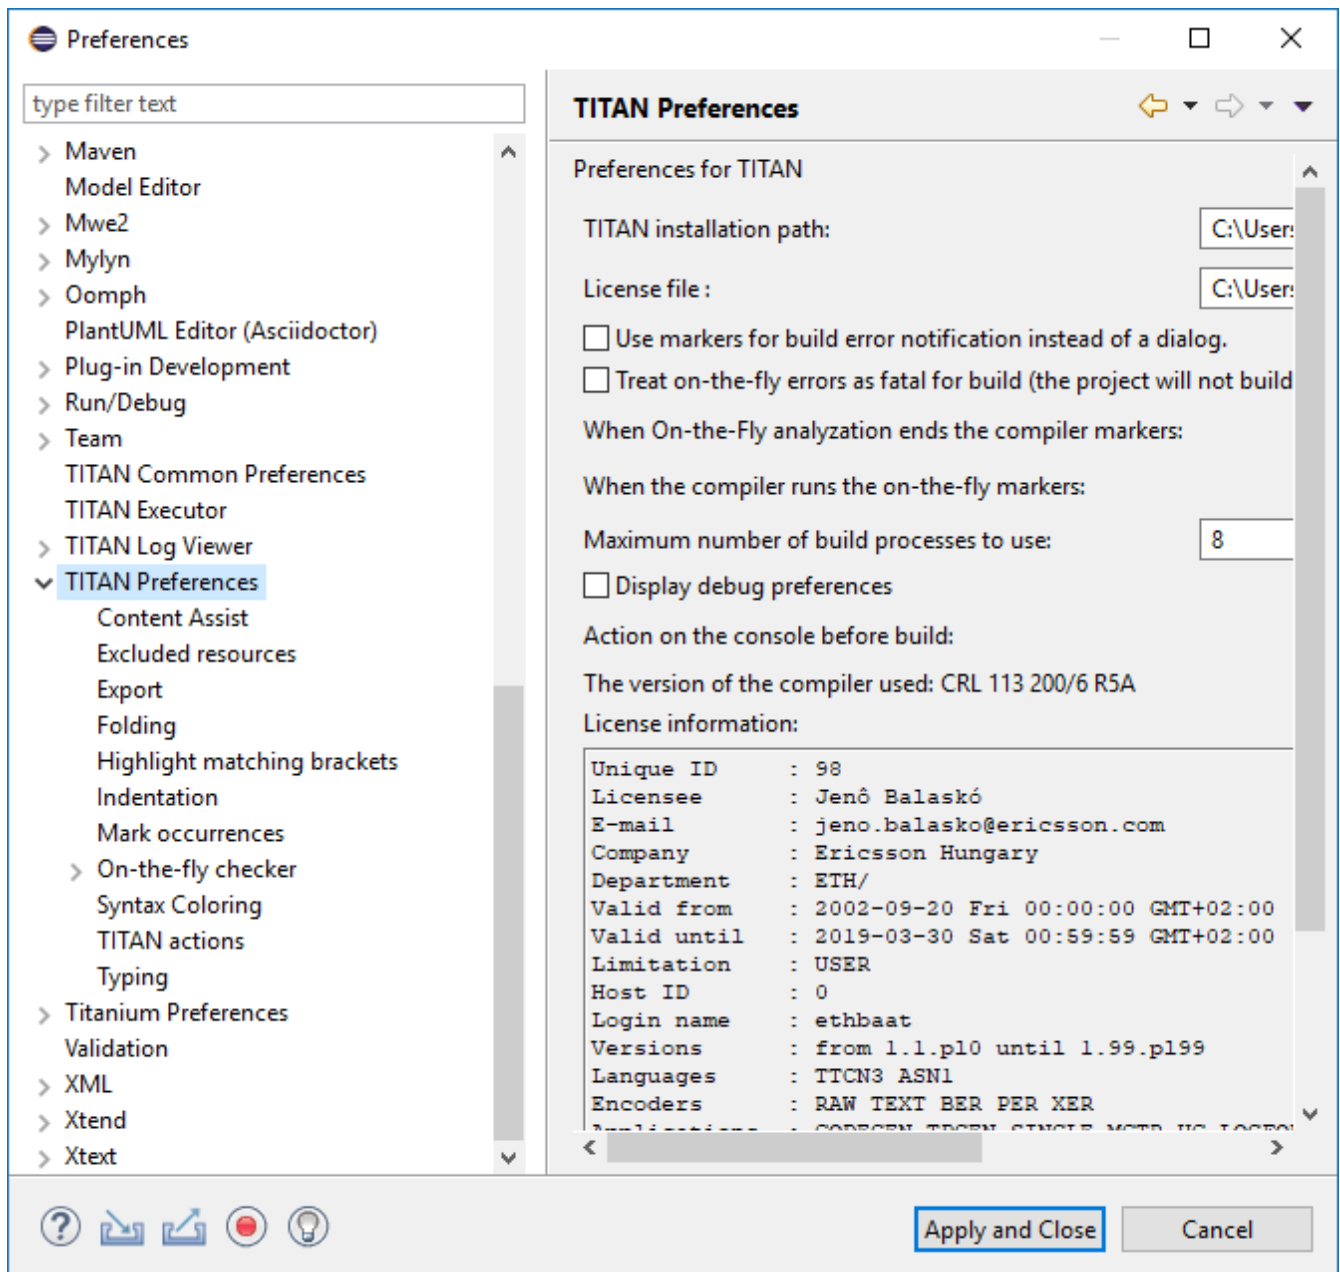 Preferences
type filter text
Maven
Model Editor
Mwe2
Mylyn
Oomph
PlantUML Editor (Asciidoctor)
Plug-in Development
Run/Debug
Team
TITAN Common Preferences
TITAN Executor
TITAN Log Viewer
TITAN Preferences
Content Assist
Excluded resources
Export
Folding
Highlight matching brackets
Indentation
Mark occurrences
On-the-fly checker
Syntax Coloring
TITAN actions
Typing
Titanium Preferences
Validation
XML
Xtend
Xtext
TITAN Preferences
Preferences for TITAN
TITAN installation path: C:\Users
License file : C:\Users
Use markers for build error notification instead of a dialog.
Treat on-the-fly errors as fatal for build (the project will not build
When On-the-Fly analyzation ends the compiler markers:
When the compiler runs the on-the-fly markers:
Maximum number of build processes to use: 8
Display debug preferences
Action on the console before build:
The version of the compiler used: CRL 113 200/6 R5A
License information:
Unique ID : 98
Licensee : Jenô Balaskó
E-mail : jeno.balasko@ericsson.com
Company : Ericsson Hungary
Department : ETH/
Valid from : 2002-09-20 Fri 00:00:00 GMT+02:00
Valid until : 2019-03-30 Sat 00:59:59 GMT+02:00
Limitation : USER
Host ID : 0
Login name : ethbaat
Versions : from 1.1.pl0 until 1.99.pl99
Languages : TTCN3 ASN1
Encoders : RAW TEXT BER PER XER
Applications : CODEGEN TPGEN SINGLE MCTR HC
Apply and Close
Cancel